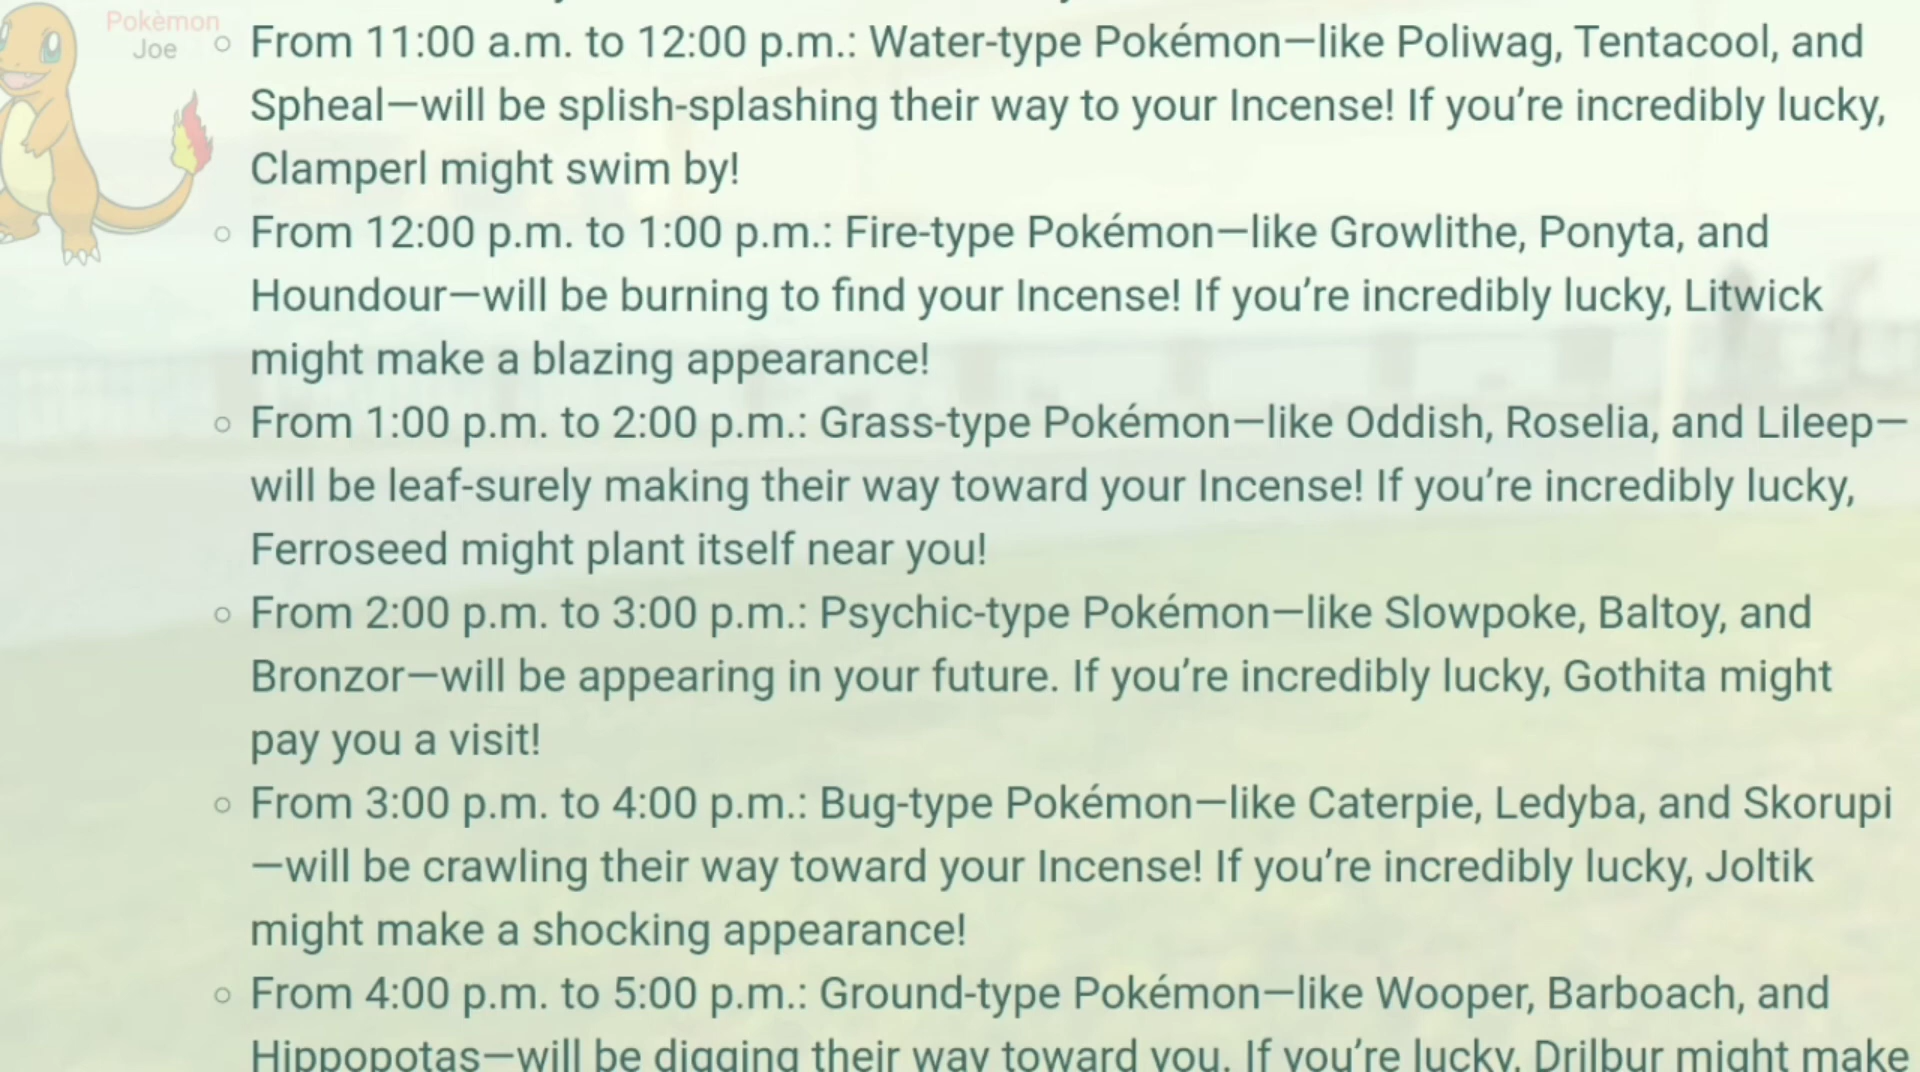 Pokèmon
Joe
From 11:00 a.m. to 12:00 p.m.: Water-type Pokémon—like Poliwag, Tentacool, and
Spheal—will be splish-splashing their way to your Incense! If you’re incredibly lucky,
Clamperl might swim by!
From 12:00 p.m. to 1:00 p.m.: Fire-type Pokémon—like Growlithe, Ponyta, and
Houndour—will be burning to find your Incense! If you’re incredibly lucky, Litwick
might make a blazing appearance!
From 1:00 p.m. to 2:00 p.m.: Grass-type Pokémon—like Oddish, Roselia, and Lileep—
will be leaf-surely making their way toward your Incense! If you’re incredibly lucky,
Ferroseed might plant itself near you!
From 2:00 p.m. to 3:00 p.m.: Psychic-type Pokémon—like Slowpoke, Baltoy, and
Bronzor—will be appearing in your future. If you’re incredibly lucky, Gothita might
pay you a visit!
From 3:00 p.m. to 4:00 p.m.: Bug-type Pokémon—like Caterpie, Ledyba, and Skorupi
—will be crawling their way toward your Incense! If you’re incredibly lucky, Joltik
might make a shocking appearance!
From 4:00 p.m. to 5:00 p.m.: Ground-type Pokémon—like Wooper, Barboach, and
Hippopotas—will be digging their way toward you. If you’re lucky, Drilbur might make